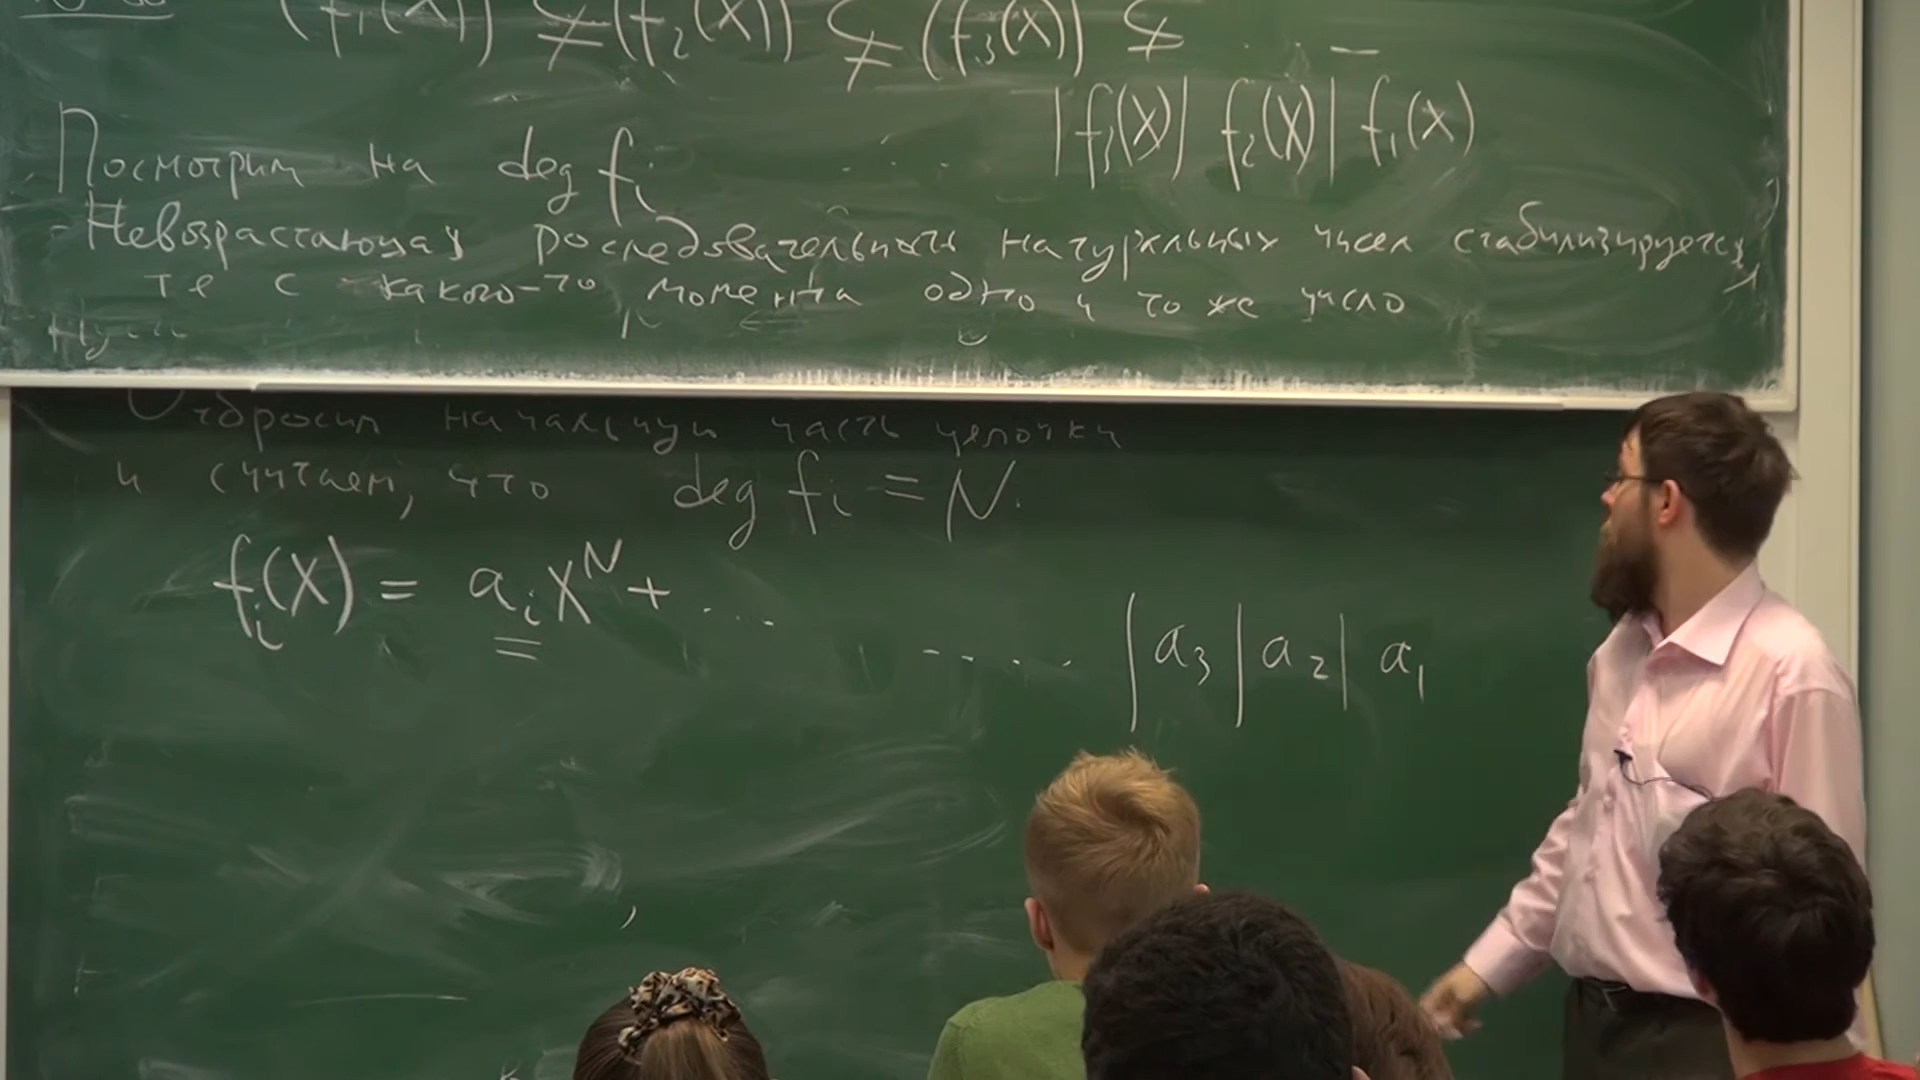 (f₁(X)) ⊊ (f₂(X)) ⊊ (f₃(X)) ⊊ ...
... | f₃(X) | f₂(X) | f₁(X)
Посмотрим на deg fᵢ
Невозрастающая последовательность натуральных чисел стабилизируется,
т е с какого-то момента одно и то же число
Отбросим начальную часть цепочки
и считаем, что deg fᵢ = N.
fᵢ(X) = aᵢX^N + ...
..... | a₃ | a₂ | a₁